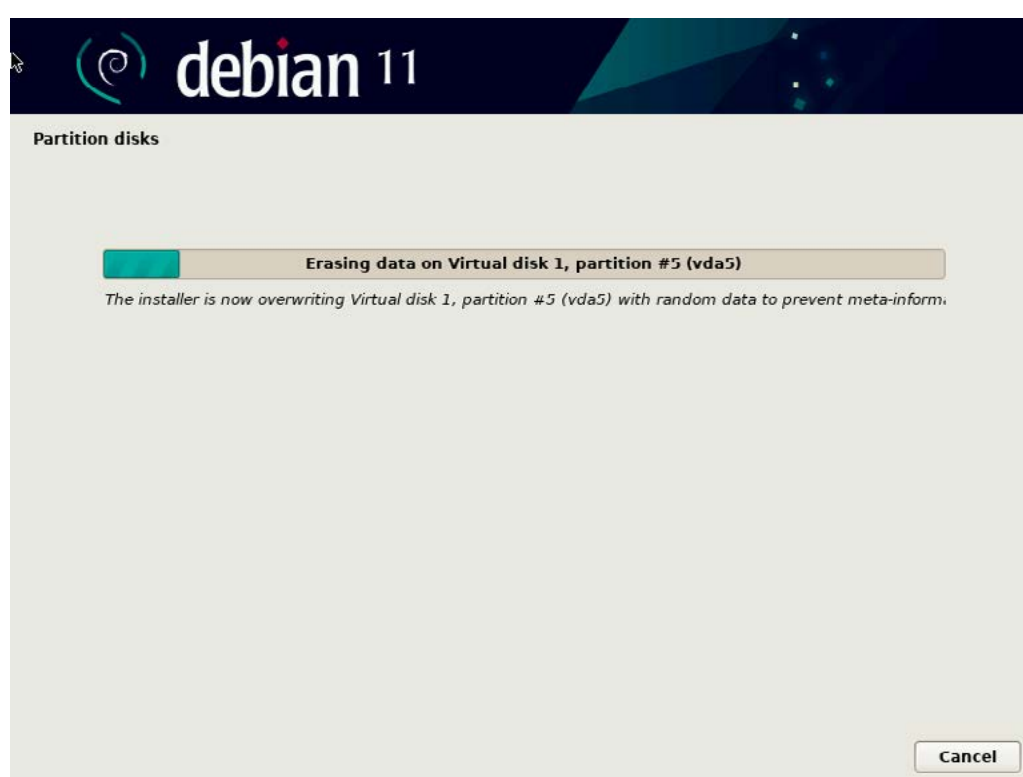 debian 11
Partition disks
Erasing data on Virtual disk 1, partition #5 (vda5)
The installer is now overwriting Virtual disk 1, partition #5 (vda5) with random data to prevent meta-inform
Cancel